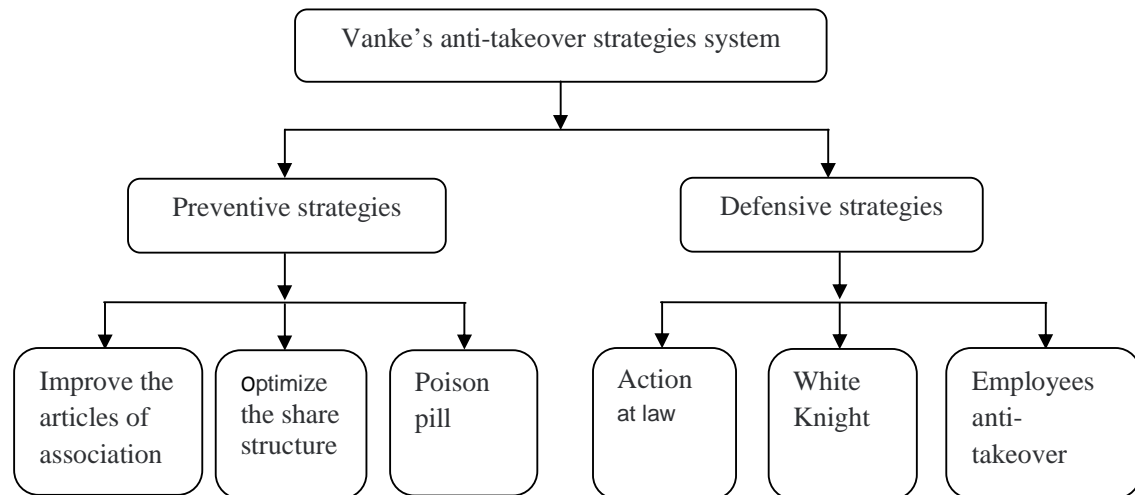 Vanke’s anti-takeover strategies system
Preventive strategies
Defensive strategies
Improve the
articles of
association
Optimize
the share
structure
Poison
pill
Action
at law
White
Knight
Employees
anti-
takeover